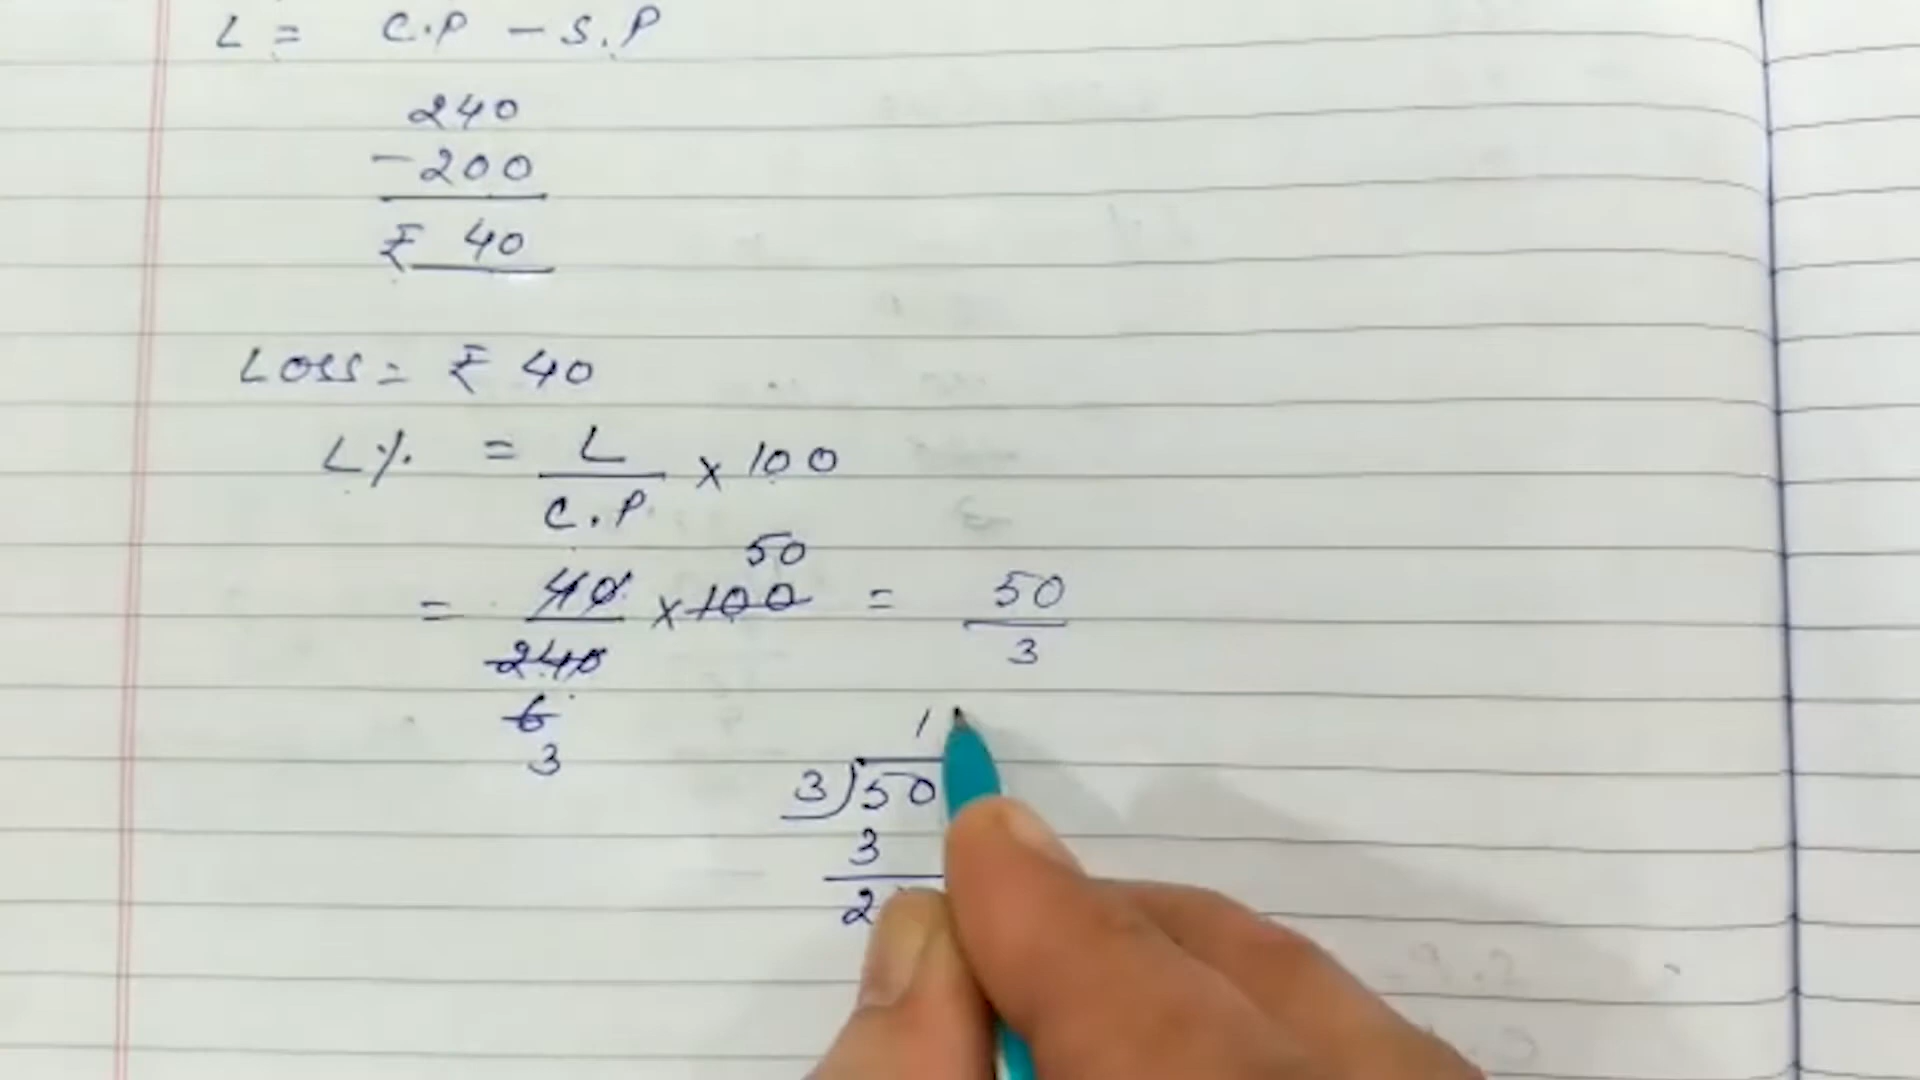 L = C.P - S.P
240
- 200
₹ 40
Loss = ₹ 40
L% = L/C.P. × 100
50
= 40/240 × 100 = 50/3
6
3
1
3)50
3
2